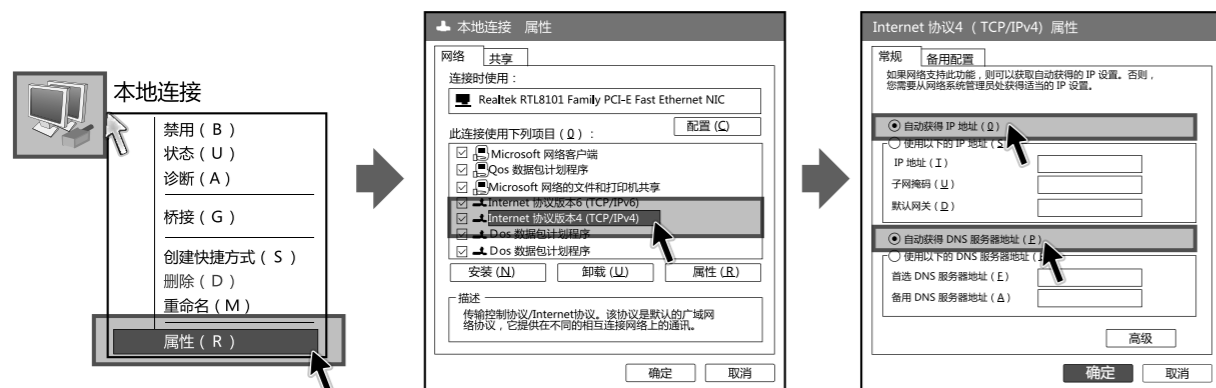 本地连接
禁用 ( B )
状态 ( U )
诊断 ( A )
桥接 ( G )
创建快捷方式 ( S )
删除 ( D )
重命名 ( M )
属性 ( R )
本地连接 属性
网络
共享
连接时使用：
Realtek RTL8101 Family PCI-E Fast Ethernet NIC
配置 (C)
此连接使用下列项目 ( O ) ：
Microsoft 网络客户端
Qos 数据包计划程序
Microsoft 网络的文件和打印机共享
Internet 协议版本6 (TCP/IPv6)
Internet 协议版本4 (TCP/IPv4)
Dos 数据包计划程序
Dos 数据包计划程序
安装 (N)
卸载 (U)
属性 (R)
描述
传输控制协议/Internet协议。该协议是默认的广域网
络协议，它提供在不同的相互连接网络上的通讯。
确定
取消
Internet 协议4 ( TCP/IPv4) 属性
常规
备用配置
如果网络支持此功能，则可以获取自动获得的 IP 设置。否则，
您需要从网络系统管理员处获得适当的 IP 设置。
自动获得 IP 地址 ( O )
使用以下的 IP 地址 ( S
IP 地址 ( I )
子网掩码 ( U )
默认网关 ( D )
自动获得 DNS 服务器地址 ( P )
使用以下的 DNS 服务器地址 (
首选 DNS 服务器地址 ( F )
备用 DNS 服务器地址 ( A )
高级
确定
取消